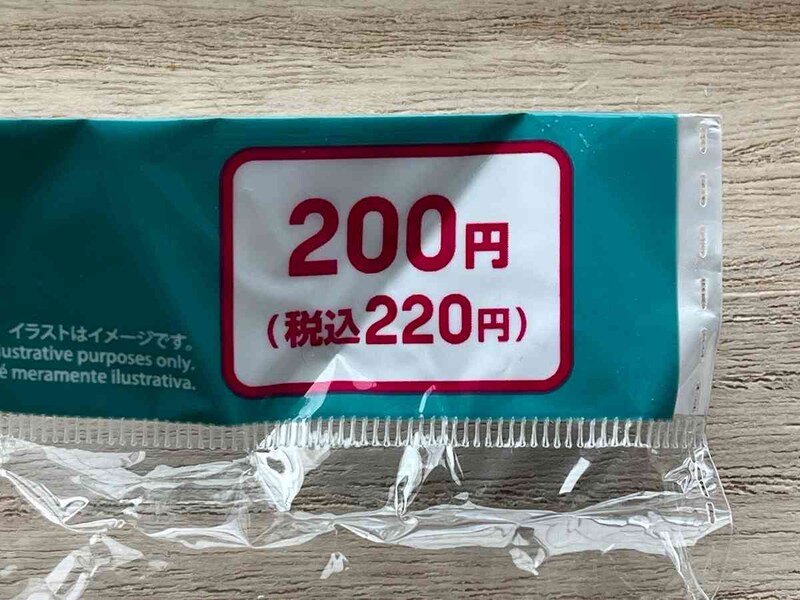 200円
(税込220円)
イラストはイメージです。
purposes only.
é meramente ilustrativa.